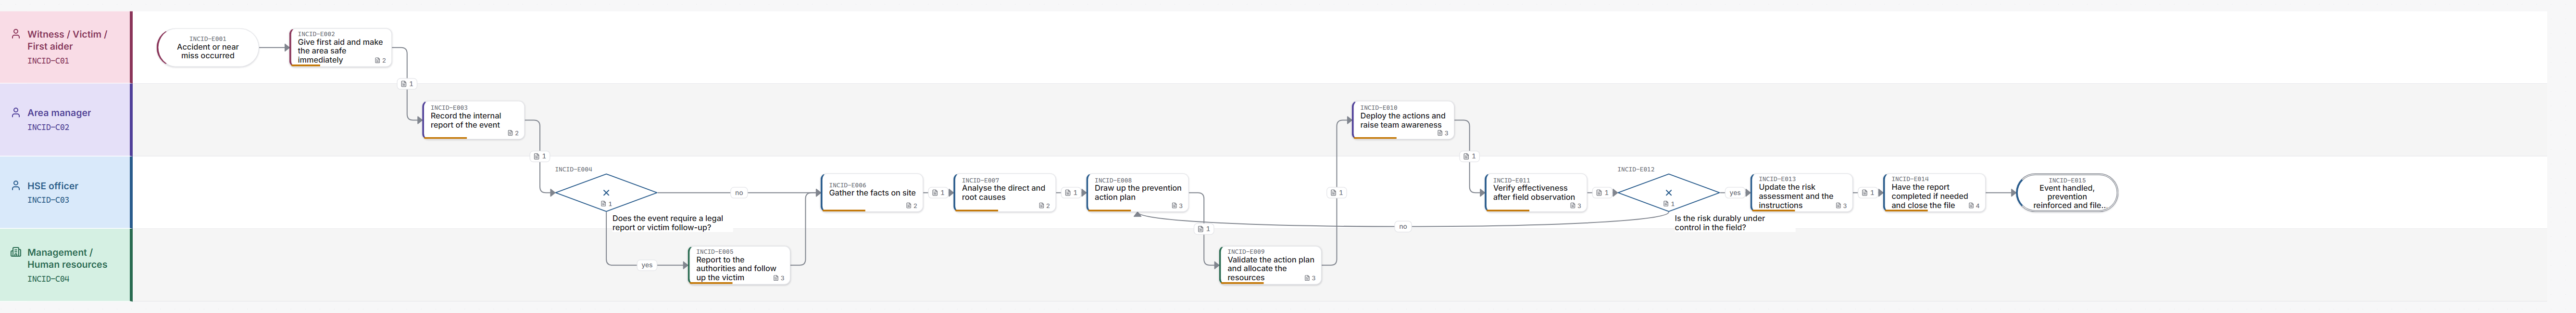 Witness / Victim /
First aider
INCID-C01
INCID-E001
Accident or near
miss occurred
INCID-E002
Give first aid and make
the area safe
immediately
2
1
Area manager
INCID-C02
INCID-E003
Record the internal
report of the event
2
1
INCID-E010
Deploy the actions and
raise team awareness
3
1
HSE officer
INCID-C03
INCID-E004
1
Does the event require a legal
report or victim follow-up?
no
INCID-E006
Gather the facts on site
2
1
INCID-E007
Analyse the direct and
root causes
2
1
INCID-E008
Draw up the prevention
action plan
3
1
1
INCID-E011
Verify effectiveness
after field observation
3
1
INCID-E012
1
Is the risk durably under
control in the field?
no
yes
INCID-E013
Update the risk
assessment and the
instructions
3
1
INCID-E014
Have the report
completed if needed
and close the file
4
INCID-E015
Event handled,
prevention
reinforced and file..
Management /
Human resources
INCID-C04
yes
INCID-E005
Report to the
authorities and follow
up the victim
3
INCID-E009
Validate the action plan
and allocate the
resources
3